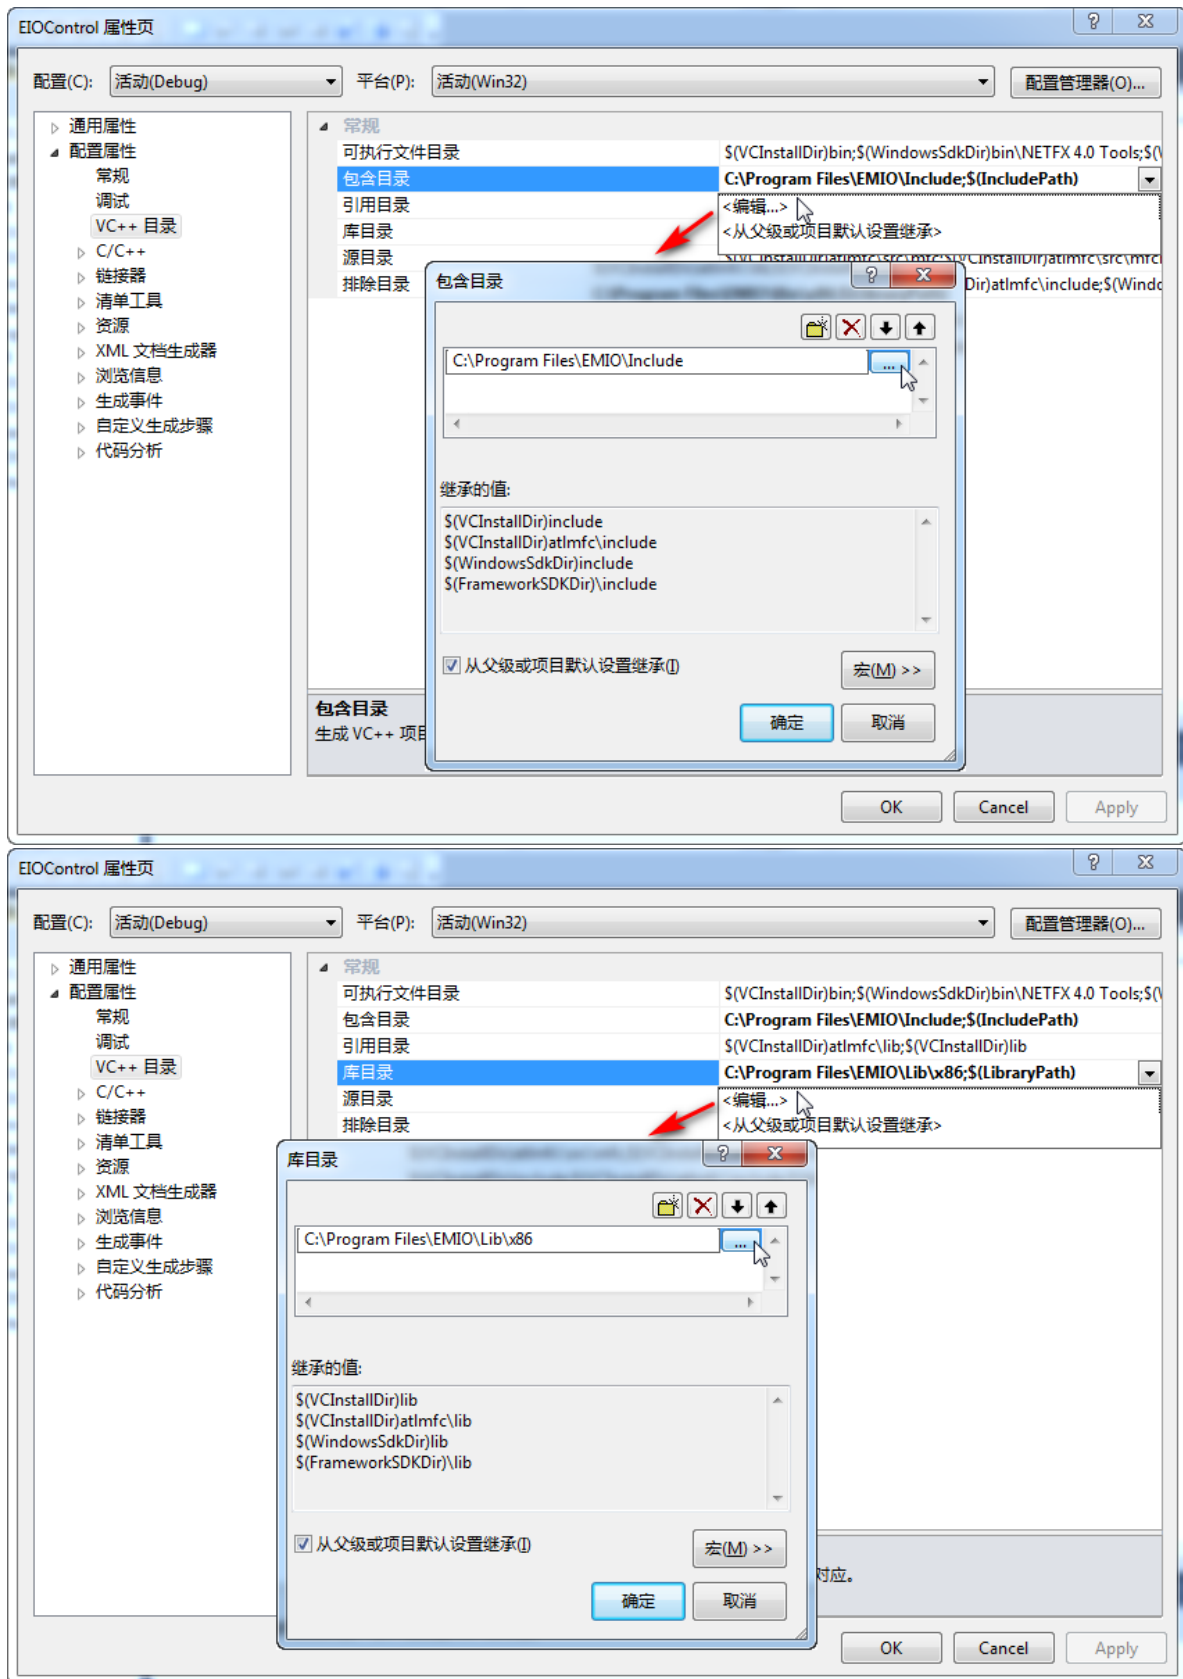 EIOControl 属性页
配置(C): 活动(Debug) 平台(P): 活动(Win32) 配置管理器(O)...
通用属性
配置属性
常规
调试
VC++ 目录
C/C++
链接器
清单工具
资源
XML 文档生成器
浏览信息
生成事件
自定义生成步骤
代码分析
常规
可执行文件目录 $(VCInstallDir)bin;$(WindowsSdkDir)bin\NETFX 4.0 Tools;$(\
包含目录 C:\Program Files\EMIO\Include;$(IncludePath)
引用目录 <编辑...>
库目录 <从父级或项目默认设置继承>
源目录 $(VCInstallDir)atlmfc\src\mfc;$(VCInstallDir)atlmfc\src\mfcl
排除目录 Dir)atlmfc\include;$(Windo
包含目录
C:\Program Files\EMIO\Include ...
继承的值:
$(VCInstallDir)include
$(VCInstallDir)atlmfc\include
$(WindowsSdkDir)include
$(FrameworkSDKDir)\include
从父级或项目默认设置继承(I)
宏(M) >>
确定 取消
包含目录
生成 VC++ 项目
OK Cancel Apply
EIOControl 属性页
配置(C): 活动(Debug) 平台(P): 活动(Win32) 配置管理器(O)...
通用属性
配置属性
常规
调试
VC++ 目录
C/C++
链接器
清单工具
资源
XML 文档生成器
浏览信息
生成事件
自定义生成步骤
代码分析
常规
可执行文件目录 $(VCInstallDir)bin;$(WindowsSdkDir)bin\NETFX 4.0 Tools;$(\
包含目录 C:\Program Files\EMIO\Include;$(IncludePath)
引用目录 $(VCInstallDir)atlmfc\lib;$(VCInstallDir)lib
库目录 C:\Program Files\EMIO\Lib\x86;$(LibraryPath)
源目录 <编辑...>
排除目录 <从父级或项目默认设置继承>
库目录
C:\Program Files\EMIO\Lib\x86 ...
继承的值:
$(VCInstallDir)lib
$(VCInstallDir)atlmfc\lib
$(WindowsSdkDir)lib
$(FrameworkSDKDir)\lib
从父级或项目默认设置继承(I)
宏(M) >>
对应。
确定 取消
OK Cancel Apply